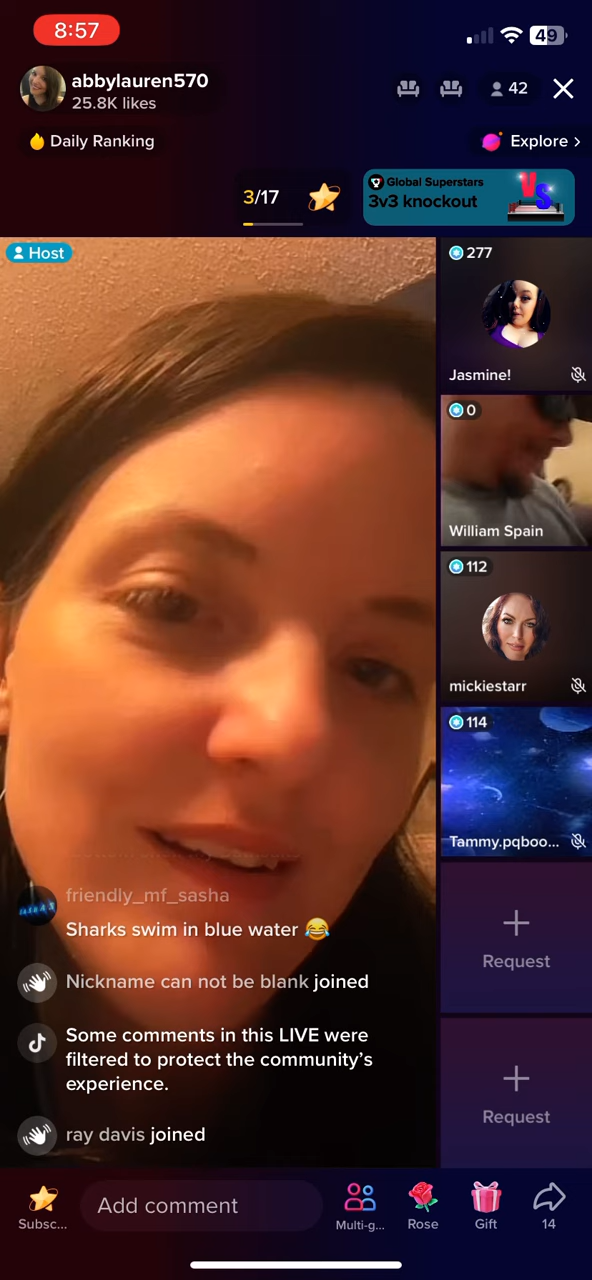 8:57
49
abbylauren570
25.8K likes
42
Daily Ranking
Explore >
3/17
Global Superstars
3v3 knockout
VS
Host
277
Jasmine!
0
William Spain
112
mickiestarr
114
Tammy.pqboo...
friendly_mf_sasha
Sharks swim in blue water 😂
Nickname can not be blank joined
Some comments in this LIVE were
filtered to protect the community's
experience.
ray davis joined
+
Request
+
Request
Subsc...
Add comment
Multi-g...
Rose
Gift
14